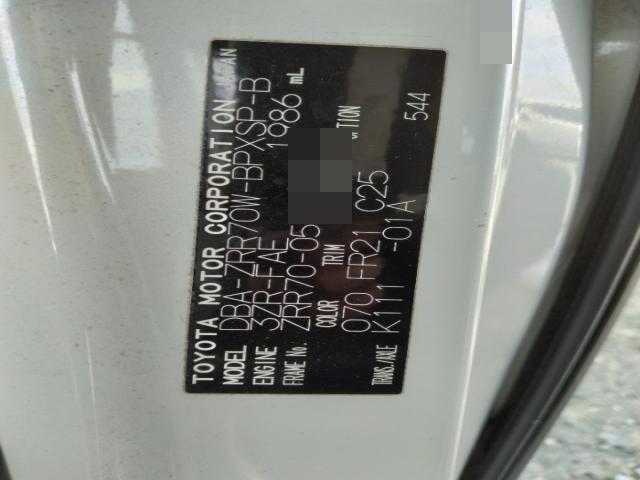 TOYOTA MOTOR CORPORATION JAPAN
MODEL DBA-ZRR70W-BPXSP-B
ENGINE 3ZR-FAE 1986 mL
FRAME No. ZRR70-05
COLOR TRIM
070 FR21 C25
TRANS./AXLE K111 -01A
544